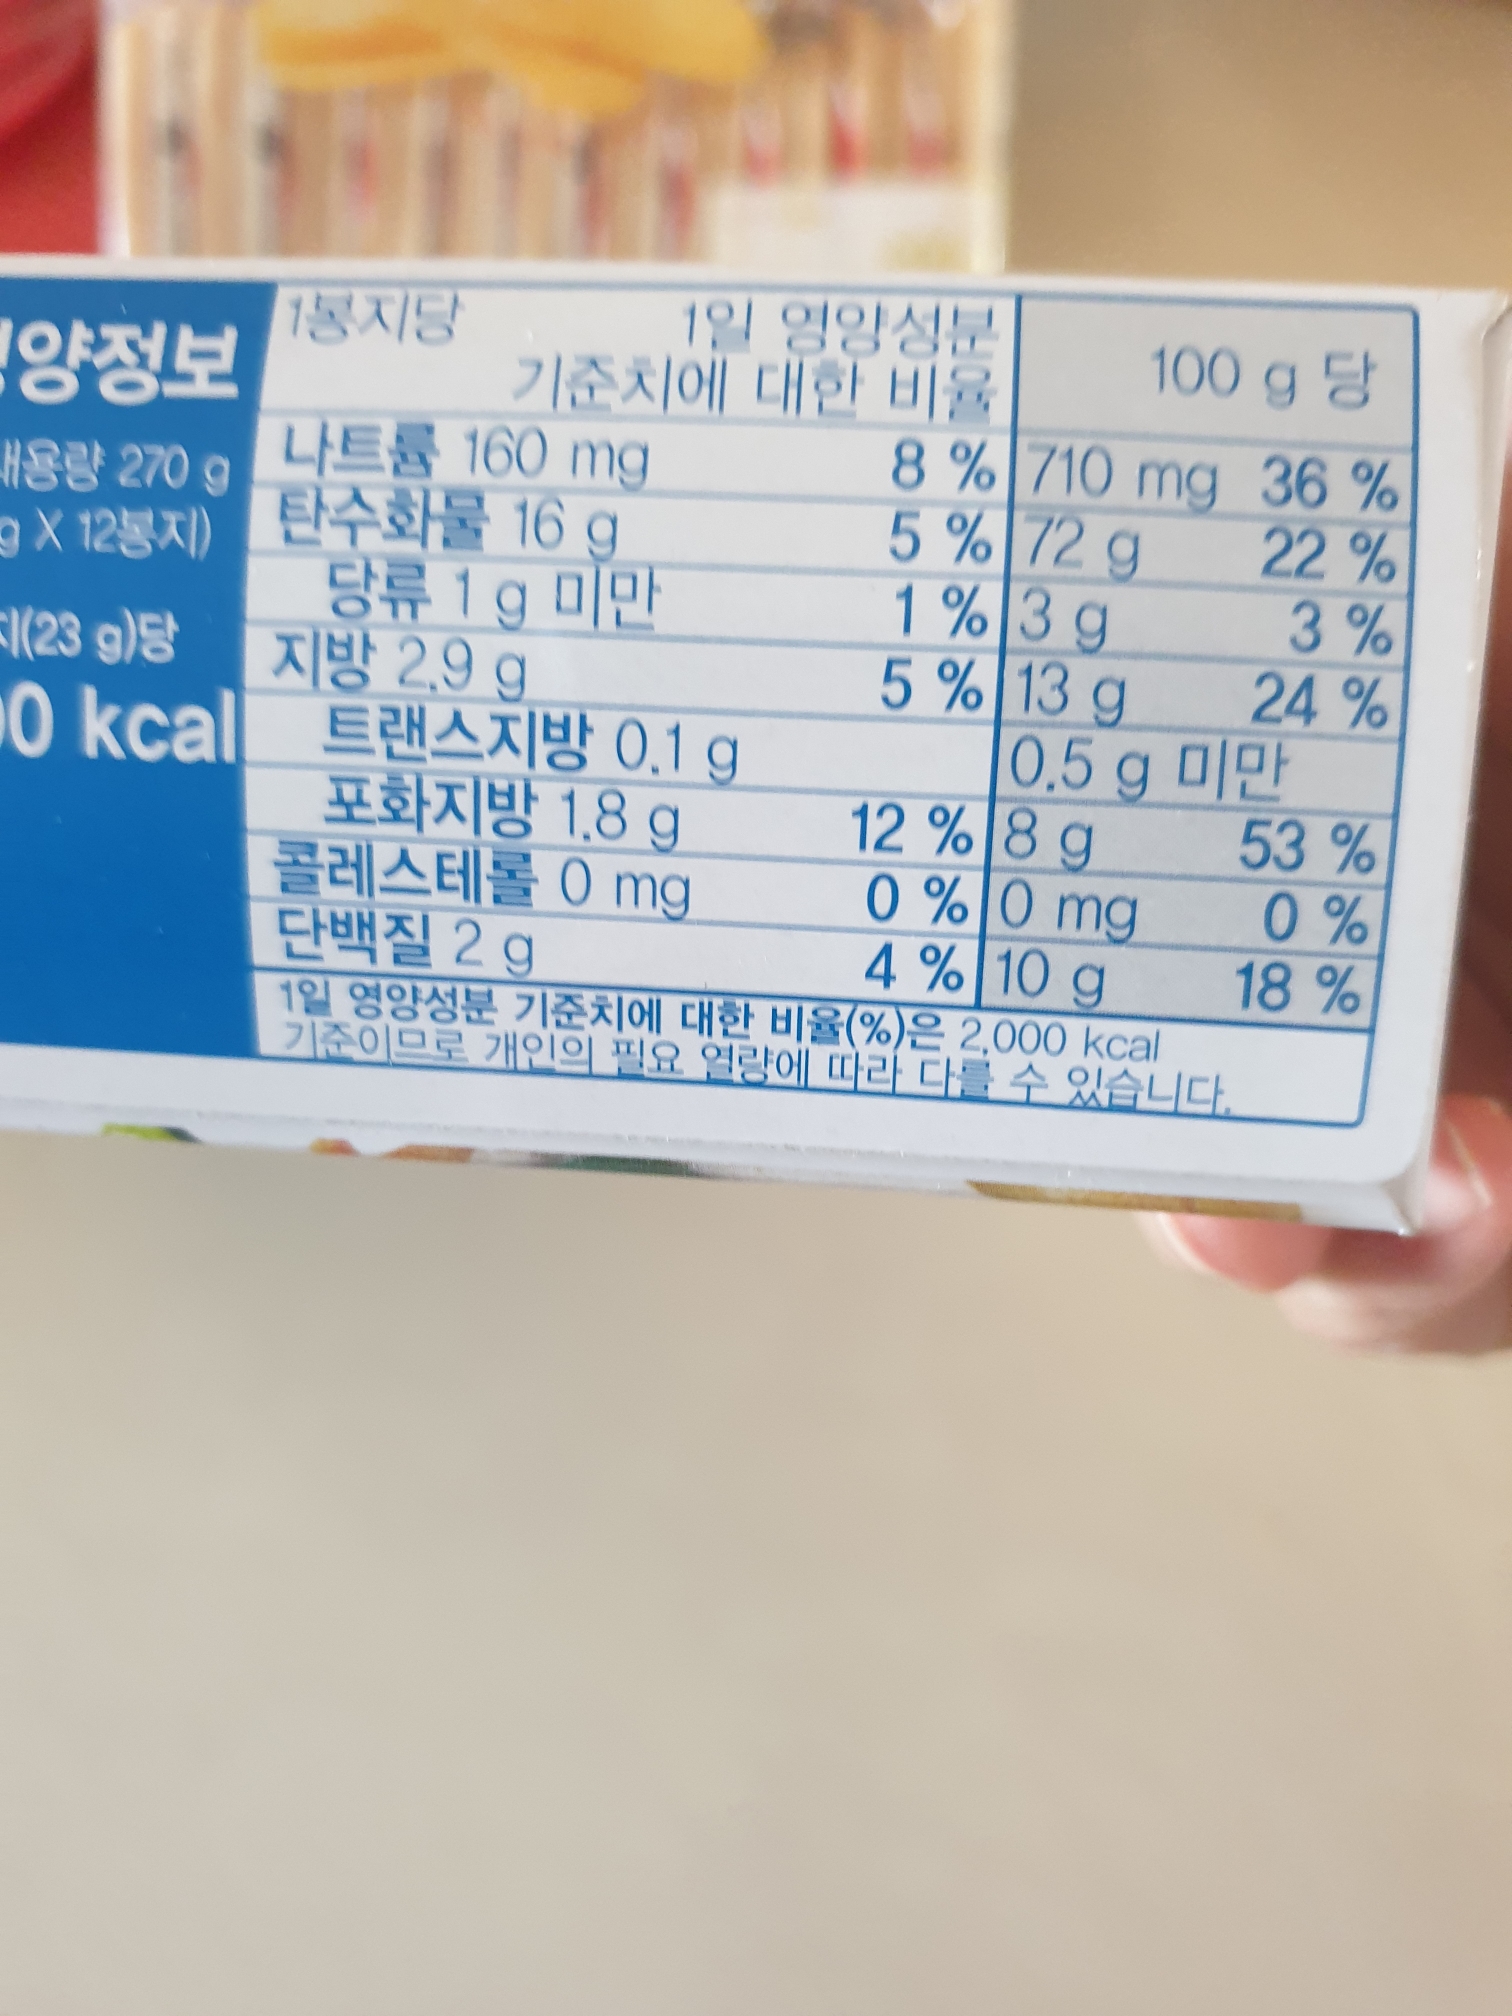 양정보
용량 270 g
g X 12봉지)
(23 g)당
0 kcal
1봉지당 1일 영양성분
기준치에 대한 비율
100 g 당
나트륨 160 mg 8 % 710 mg 36 %
탄수화물 16 g 5 % 72 g 22 %
당류 1 g 미만 1 % 3 g 3 %
지방 2.9 g 5 % 13 g 24 %
트랜스지방 0.1 g 0.5 g 미만
포화지방 1.8 g 12 % 8 g 53 %
콜레스테롤 0 mg 0 % 0 mg 0 %
단백질 2 g 4 % 10 g 18 %
1일 영양성분 기준치에 대한 비율(%)은 2,000 kcal
기준이므로 개인의 필요 열량에 따라 다를 수 있습니다.